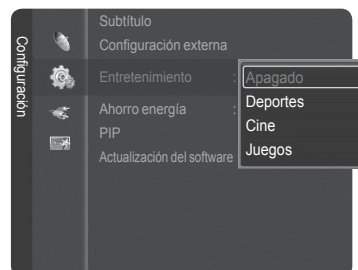 Configuración
Subtítulo
Configuración externa
Entretenimiento : Apagado
Deportes
Ahorro energía :
Cine
PIP
Juegos
Actualización del software